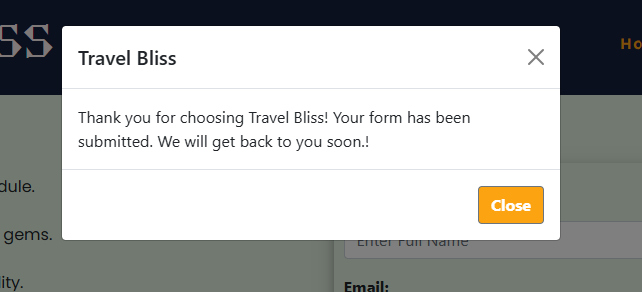 SS
Ho
Travel Bliss
Thank you for choosing Travel Bliss! Your form has been
submitted. We will get back to you soon.!
Close
dule.
gems.
lity.
Enter Full Name
Email: